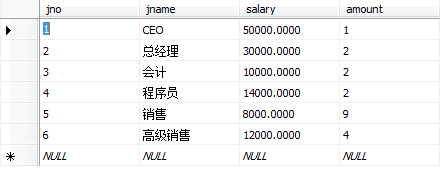 jno jname salary amount
1 CEO 50000.0000 1
2 总经理 30000.0000 2
3 会计 10000.0000 2
4 程序员 14000.0000 2
5 销售 8000.0000 9
6 高级销售 12000.0000 4
NULL NULL NULL NULL